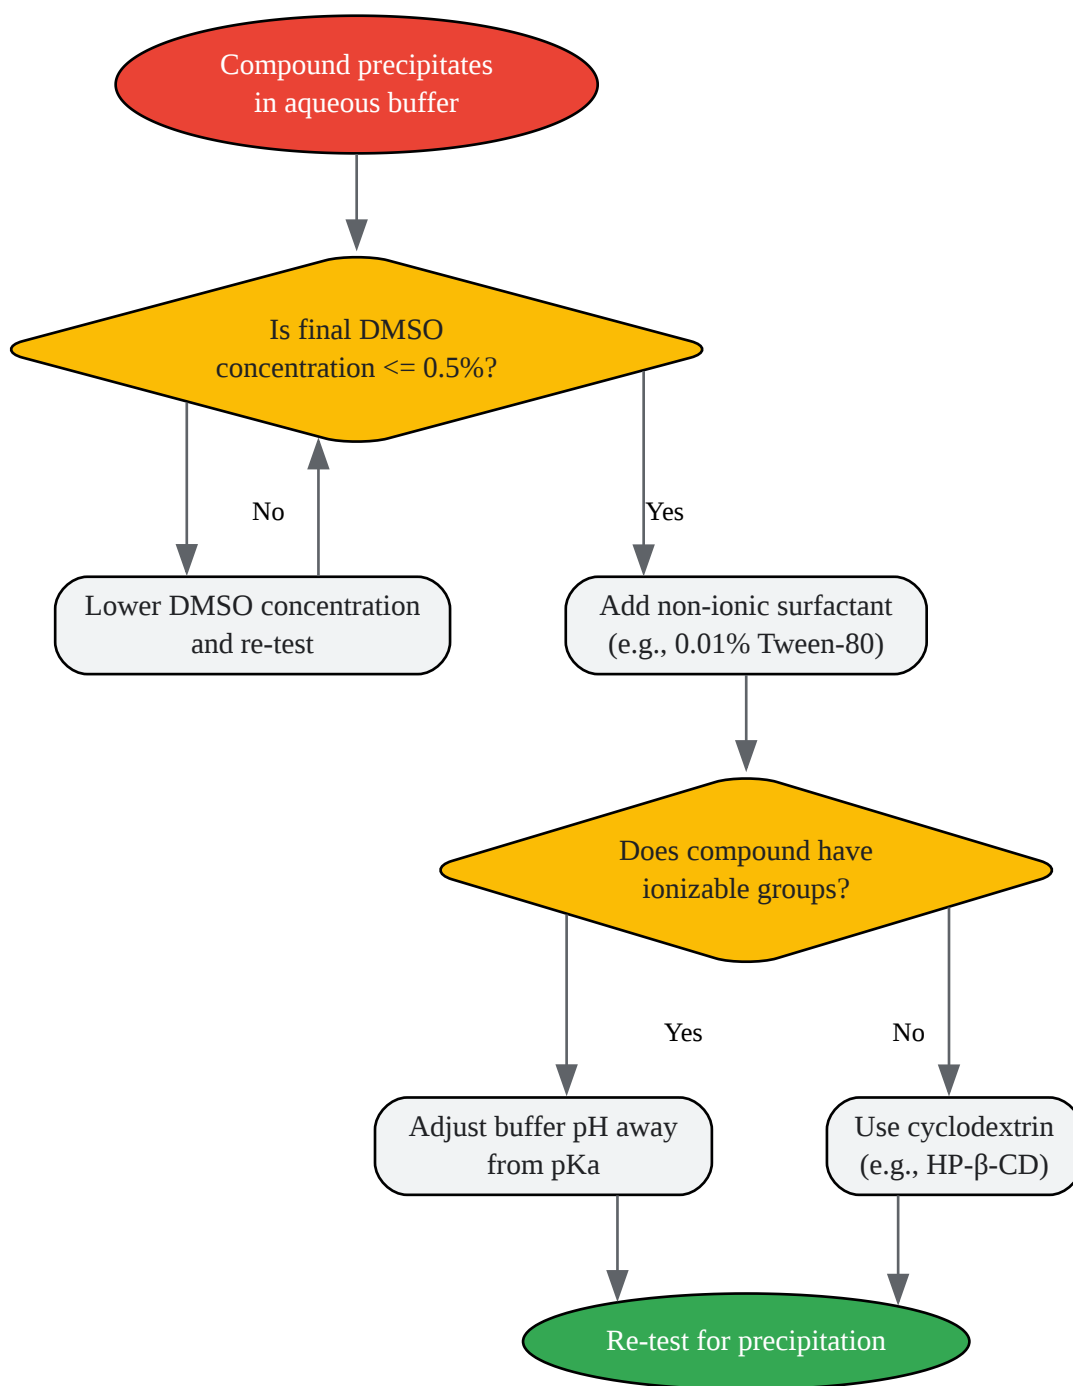 Compound precipitates
in aqueous buffer
Is final DMSO
concentration <= 0.5%?
No
Yes
Lower DMSO concentration
and re-test
Add non-ionic surfactant
(e.g., 0.01% Tween-80)
Does compound have
ionizable groups?
Yes
No
Adjust buffer pH away
from pKa
Use cyclodextrin
(e.g., HP-β-CD)
Re-test for precipitation